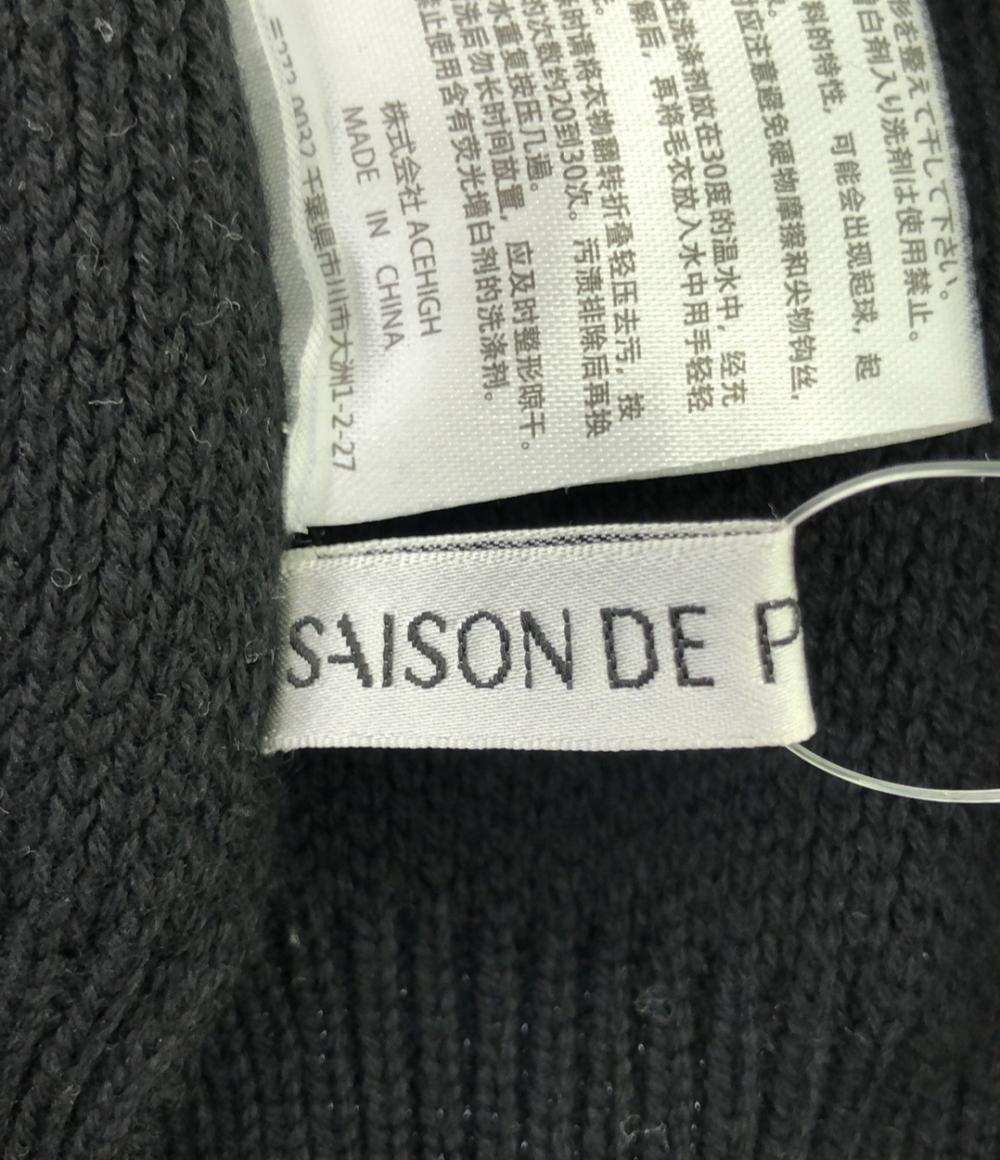 形を整えて干して下さい。
白剤入り洗剤は使用禁止。
料的特性，可能会出现起球，起
应注意避免硬物摩擦和尖物钩丝，
性洗涤剂放在30度的温水中，经充
解后，再将毛衣放入水中用手轻轻
时请将衣物翻转折叠轻压去污，按
的次数约20到30次。污渍排除后再换
水重复按压几遍。
洗后勿长时间放置，应及时整形晾干。
禁止使用含有荧光增白剂的洗涤剂。
株式会社 ACEHIGH
MADE IN CHINA
千葉県市川市大洲1-2-27
SAISON DE P